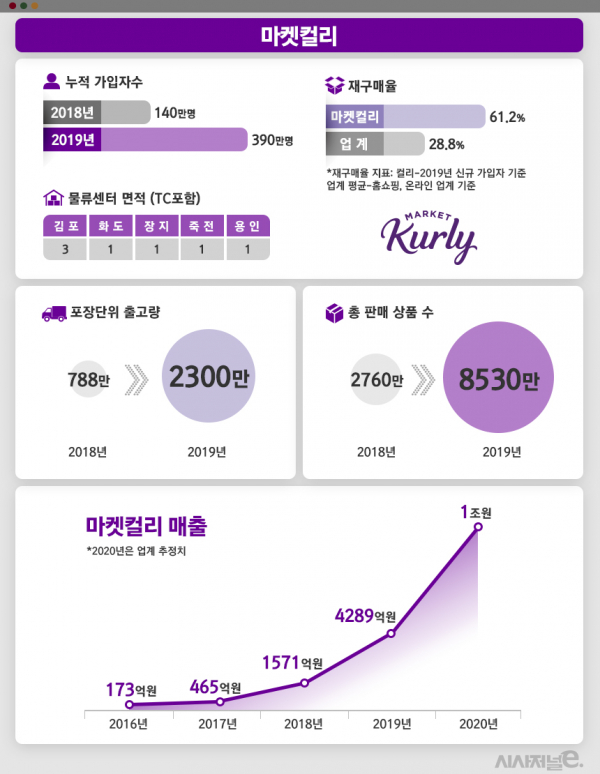 마켓컬리
누적 가입자수
2018년 140만명
2019년 390만명
재구매율
마켓컬리 61.2%
업 계 28.8%
*재구매율 지표: 컬리-2019년 신규 가입자 기준
업계 평균-홈쇼핑, 온라인 업계 기준
물류센터 면적 (TC포함)
김포 화도 장지 죽전 용인
3 1 1 1 1
MARKET
Kurly
포장단위 출고량
788만 2300만
2018년 2019년
총 판매 상품 수
2760만 8530만
2018년 2019년
마켓컬리 매출
*2020년은 업계 추정치
173억원 465억원 1571억원 4289억원 1조원
2016년 2017년 2018년 2019년 2020년
시사저널e.